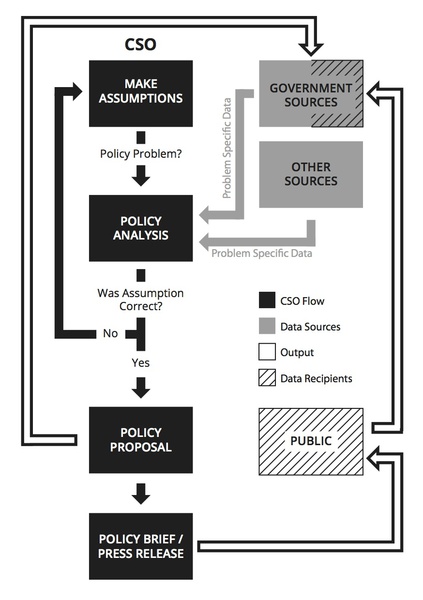 CSO
MAKE
ASSUMPTIONS
Policy Problem?
POLICY
ANALYSIS
Was Assumption
Correct?
No
Yes
POLICY
PROPOSAL
POLICY BRIEF /
PRESS RELEASE
GOVERNMENT
SOURCES
Problem Specific Data
OTHER
SOURCES
Problem Specific Data
CSO Flow
Data Sources
Output
Data Recipients
PUBLIC